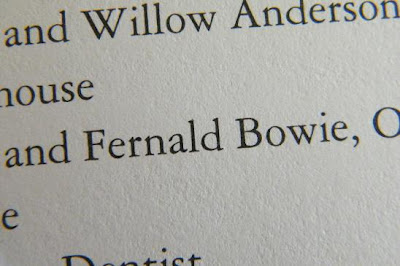 and Willow Anderson
house
and Fernald Bowie, O
e
Dentist